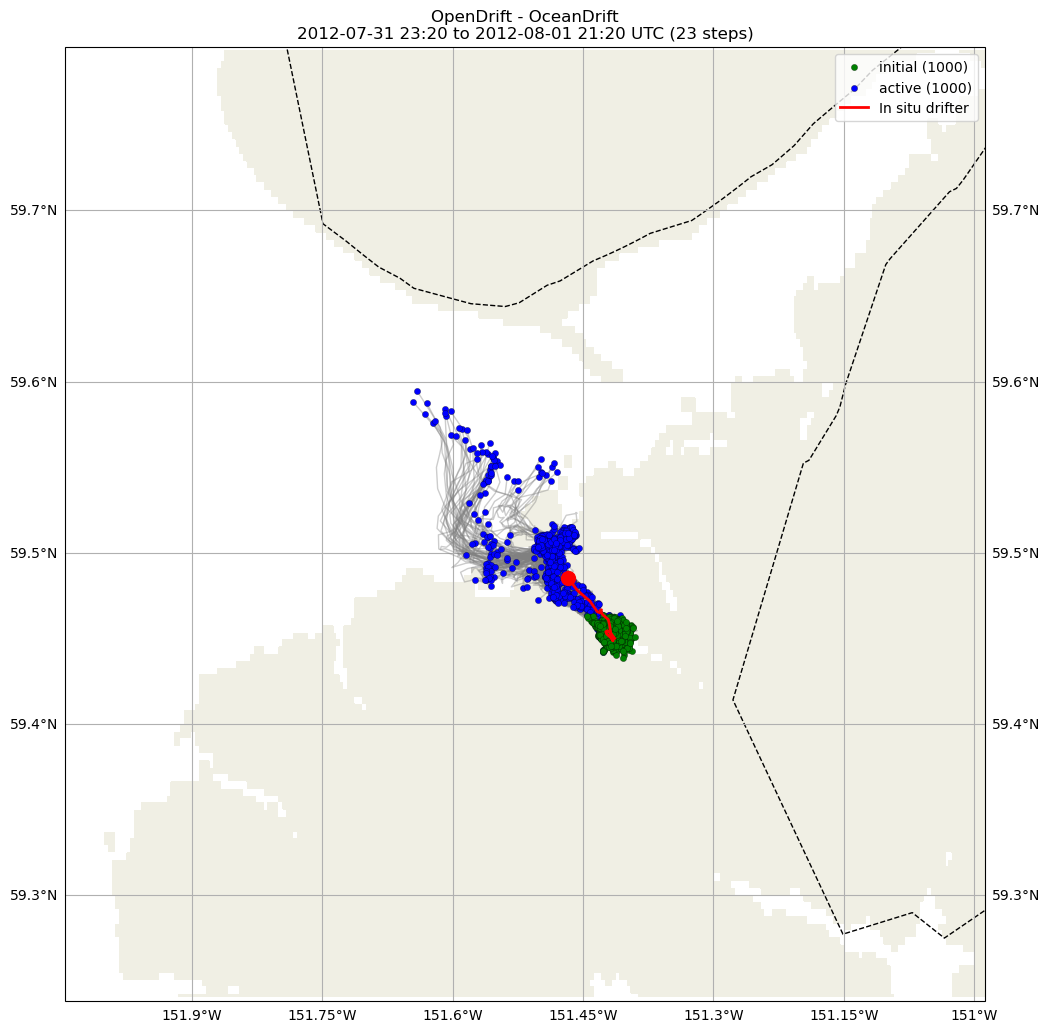 OpenDrift - OceanDrift
2012-07-31 23:20 to 2012-08-01 21:20 UTC (23 steps)
initial (1000)
active (1000)
In situ drifter
59.7°N 59.7°N
59.6°N 59.6°N
59.5°N 59.5°N
59.4°N 59.4°N
59.3°N 59.3°N
151.9°W 151.75°W 151.6°W 151.45°W 151.3°W 151.15°W 151°W